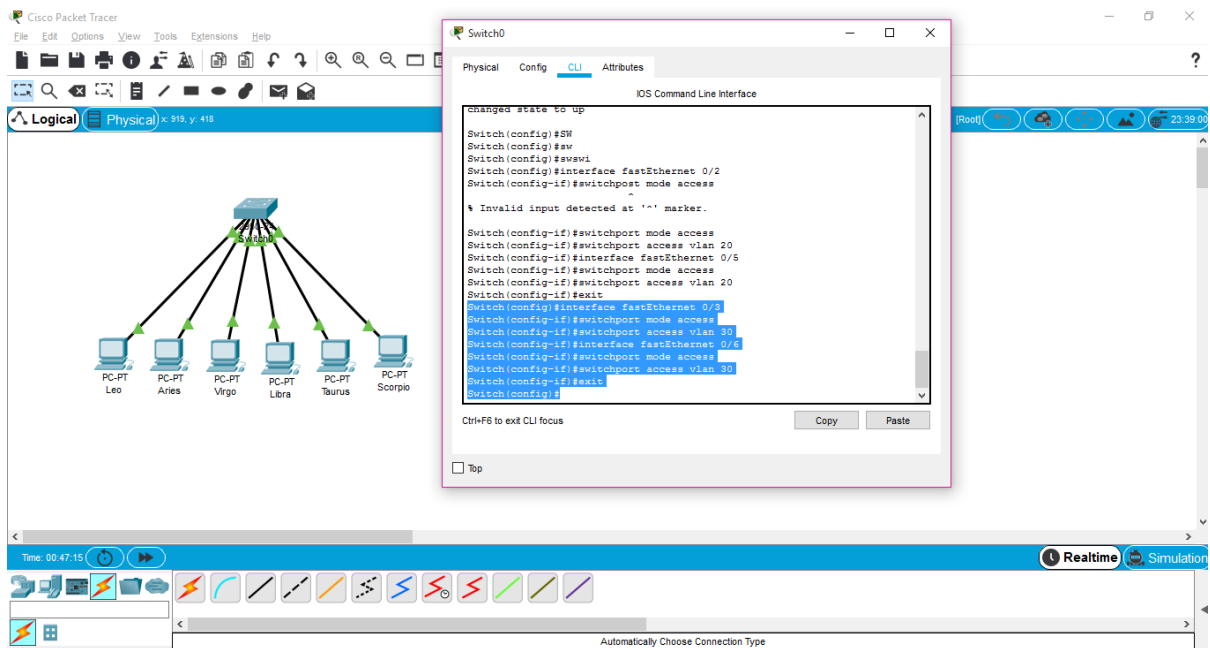 Cisco Packet Tracer
File Edit Options View Tools Extensions Help
?
Logical Physical x: 919, y: 418
[Root] 23:39:00
Switch0
PC-PT
Leo
PC-PT
Aries
PC-PT
Virgo
PC-PT
Libra
PC-PT
Taurus
PC-PT
Scorpio
Switch0
Physical Config CLI Attributes
IOS Command Line Interface
changed state to up
Switch(config)#SW
Switch(config)#sw
Switch(config)#swswi
Switch(config)#interface fastEthernet 0/2
Switch(config-if)#switchpost mode access
^
% Invalid input detected at '^' marker.
Switch(config-if)#switchport mode access
Switch(config-if)#switchport access vlan 20
Switch(config-if)#interface fastEthernet 0/5
Switch(config-if)#switchport mode access
Switch(config-if)#switchport access vlan 20
Switch(config-if)#exit
Switch(config)#interface fastEthernet 0/3
Switch(config-if)#switchport mode access
Switch(config-if)#switchport access vlan 30
Switch(config-if)#interface fastEthernet 0/6
Switch(config-if)#switchport mode access
Switch(config-if)#switchport access vlan 30
Switch(config-if)#exit
Switch(config)#
Ctrl+F6 to exit CLI focus Copy Paste
Top
Time: 00:47:15
Realtime Simulation
Automatically Choose Connection Type